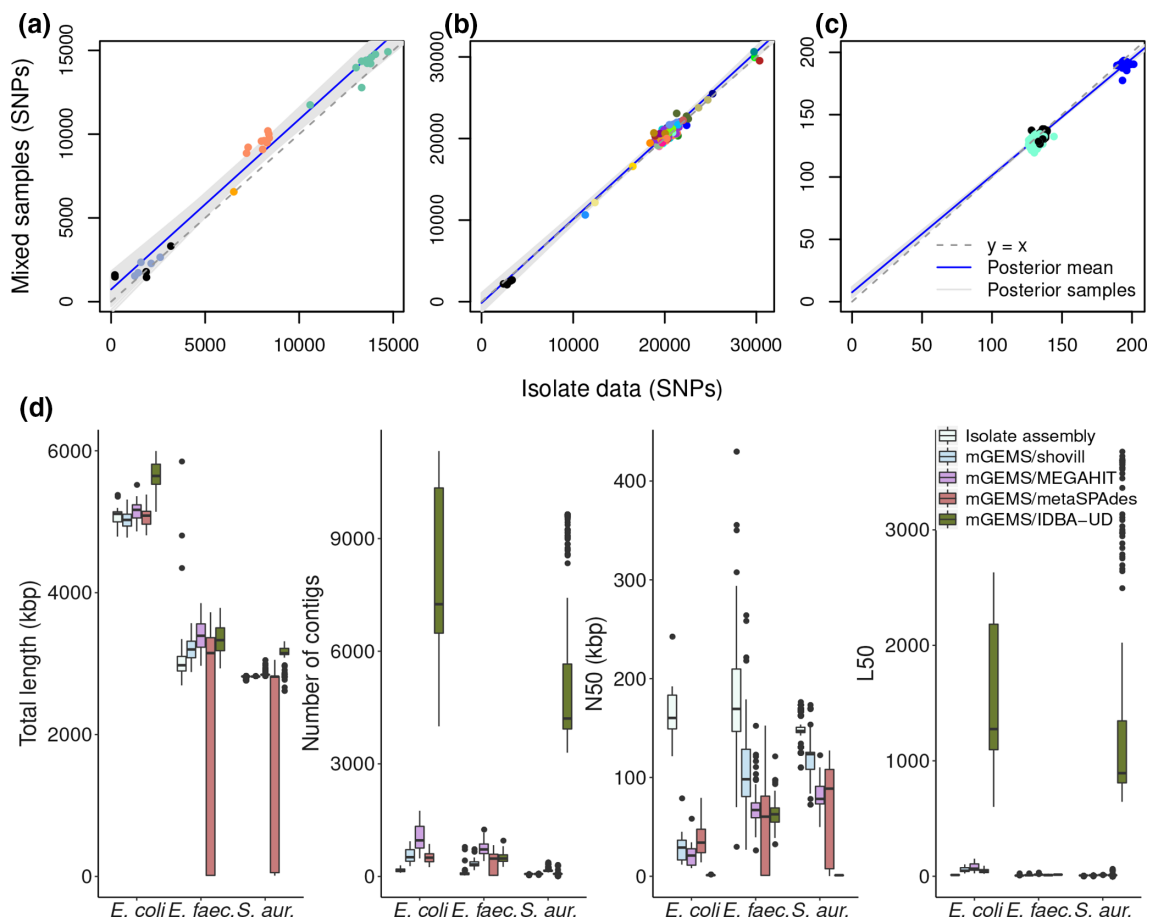 (a)
(b)
(c)
Mixed samples (SNPs)
0 5000 10000 15000
0 5000 10000 15000
0 10000 20000 30000
0 10000 20000 30000
0 50 100 150 200
0 50 100 150 200
y = x
Posterior mean
Posterior samples
Isolate data (SNPs)
(d)
Total length (kbp)
6000
4000
2000
0
E. coli E. faec. S. aur.
Number of contigs
9000
6000
3000
0
E. coli E. faec. S. aur.
N50 (kbp)
400
300
200
100
0
E. coli E. faec. S. aur.
L50
3000
2000
1000
0
E. coli E. faec. S. aur.
Isolate assembly
mGEMS/shovill
mGEMS/MEGAHIT
mGEMS/metaSPAdes
mGEMS/IDBA−UD